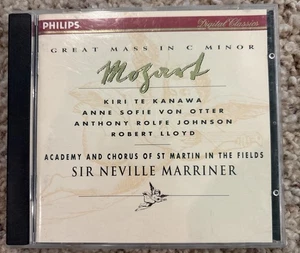 PHILIPS
Digital Classics
GREAT MASS IN C MINOR
Mozart
KIRI TE KANAWA
ANNE SOFIE VON OTTER
ANTHONY ROLFE JOHNSON
ROBERT LLOYD
ACADEMY AND CHORUS OF ST MARTIN IN THE FIELDS
SIR NEVILLE MARRINER